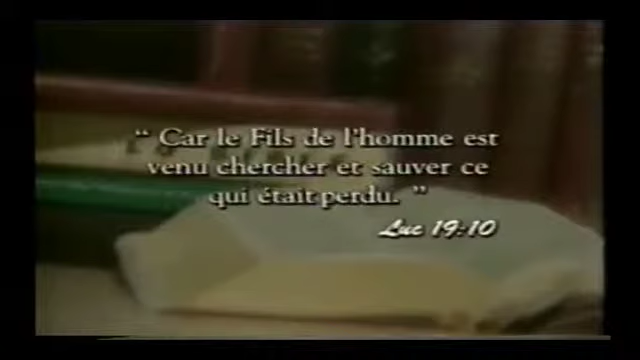 “ Car le Fils de l'homme est
venu chercher et sauver ce
qui était perdu. ”
Luc 19:10